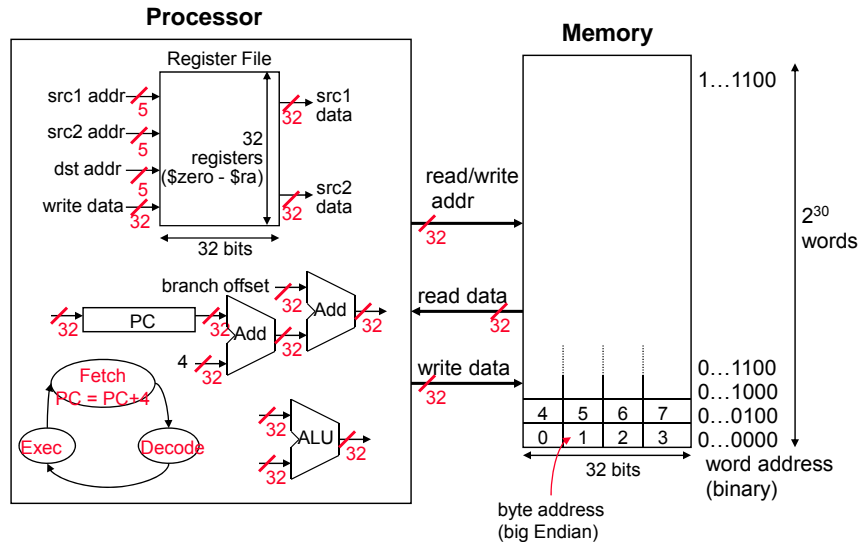 Processor
Register File
src1 addr
5
src2 addr
5
dst addr
5
write data
32
32
registers
($zero - $ra)
32 bits
32
src1
data
32
src2
data
branch offset
32
PC
32
32
4
32
Add
32
Add
32
Fetch
PC = PC+4
Exec
Decode
32
32
ALU
32
read/write
addr
32
read data
32
write data
32
Memory
1…1100
2³⁰
words
0…1100
0…1000
4 5 6 7
0…0100
0 1 2 3
0…0000
32 bits
word address
(binary)
byte address
(big Endian)